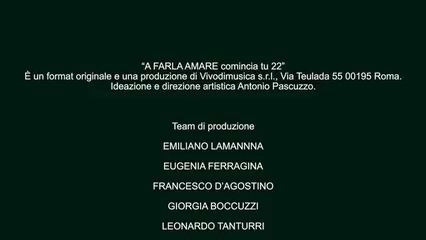 “A FARLA AMARE comincia tu 22”
È un format originale e una produzione di Vivodimusica s.r.l., Via Teulada 55 00195 Roma.
Ideazione e direzione artistica Antonio Pascuzzo.
Team di produzione
EMILIANO LAMANNNA
EUGENIA FERRAGINA
FRANCESCO D'AGOSTINO
GIORGIA BOCCUZZI
LEONARDO TANTURRI